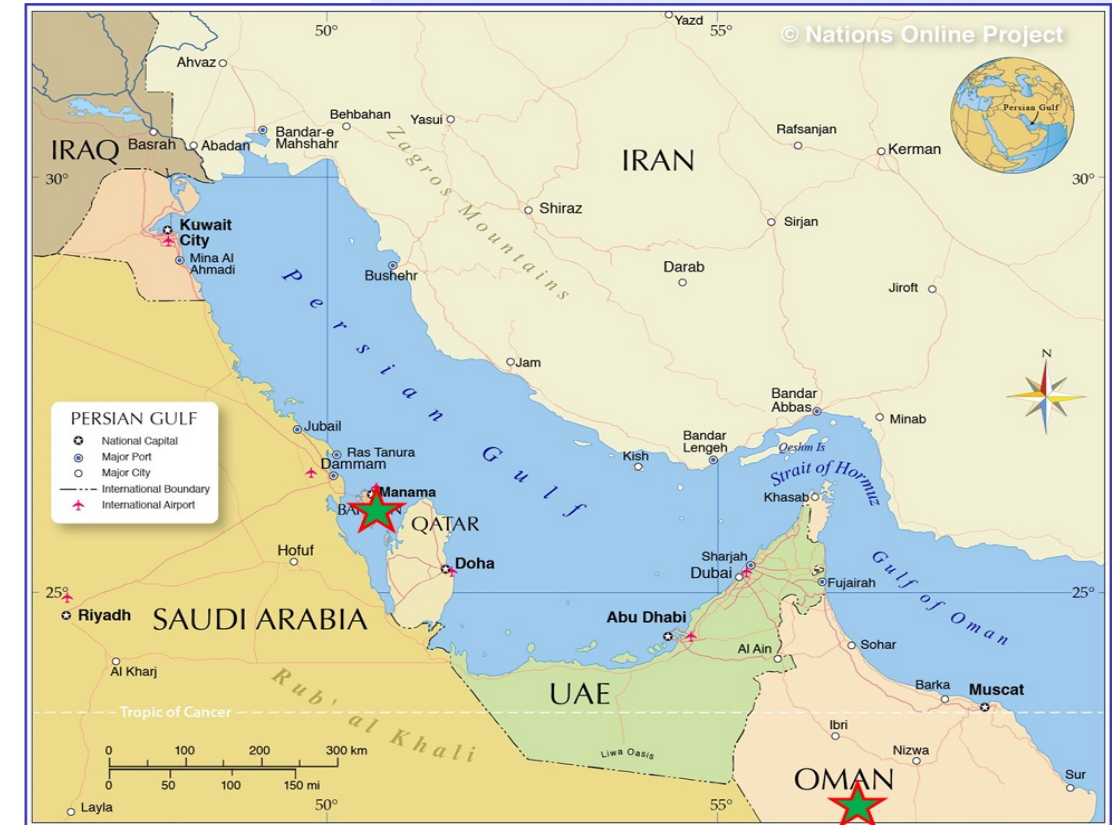 50°
55°
© Nations Online Project
Yazd
Ahvaz
Behbahan
Yasui
Bandar-e
Mahshahr
Persian Gulf
Rafsanjan
Basrah
Abadan
IRAQ
Zagros Mountains
IRAN
Kerman
30°
30°
Shiraz
Kuwait
City
Sirjan
Mina Al
Ahmadi
Bushehr
Darab
Jiroft
Persian Gulf
N
Jam
Bandar
Abbas
Minab
PERSIAN GULF
National Capital
Major Port
Major City
International Boundary
International Airport
Jubail
Ras Tanura
Dammam
Bandar
Lengeh
Qeshm Is
Kish
Strait of Hormuz
Manama
Khasab
QATAR
Hofuf
Doha
Sharjah
Dubai
Gulf of Oman
Fujairah
25°
25°
Riyadh
SAUDI ARABIA
Abu Dhabi
Al Ain
Sohar
Al Kharj
Rub' al Khali
UAE
Barka
Muscat
Tropic of Cancer
Ibri
Liwa Oasis
Nizwa
0 100 200 300 km
0 50 100 150 mi
OMAN
Sur
Layla
50°
55°